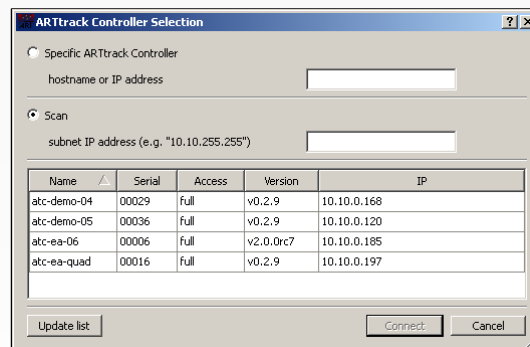 ARTtrack Controller Selection
Specific ARTtrack Controller
hostname or IP address
Scan
subnet IP address (e.g. "10.10.255.255")
Name Serial Access Version IP
atc-demo-04 00029 full v0.2.9 10.10.0.168
atc-demo-05 00036 full v0.2.9 10.10.0.120
atc-ea-06 00006 full v2.0.0rc7 10.10.0.185
atc-ea-quad 00016 full v0.2.9 10.10.0.197
Update list Connect Cancel